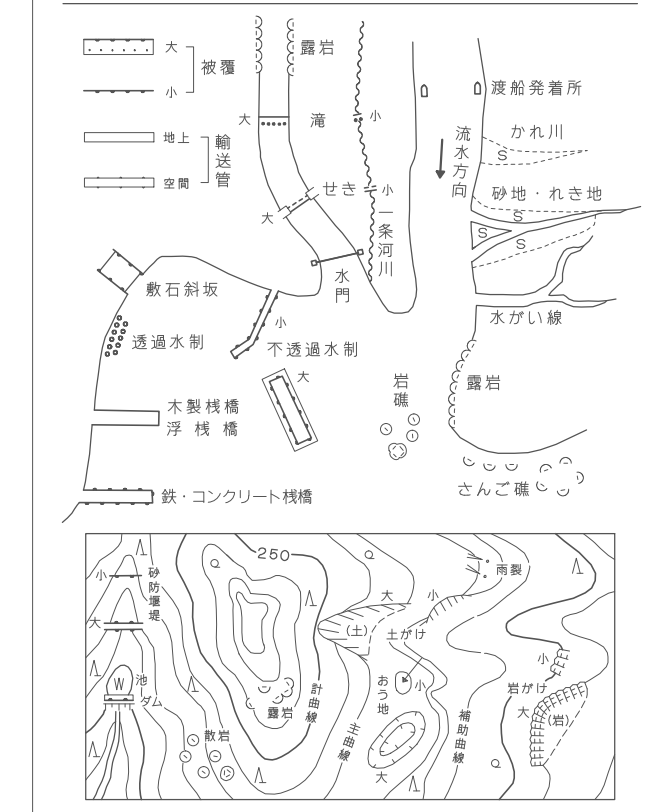 大
被覆
小
地上
輸送管
空間
露岩
大
滝
小
せき
小
大
一条河川
水門
流水方向
渡船発着所
かれ川
S
砂地・れき地
S
S
S
水がい線
敷石斜坂
透過水制
小
不透過水制
大
木製桟橋
浮桟橋
鉄・コンクリート桟橋
岩礁
露岩
さんご礁
250
小
砂防堰堤
大
W
池
ダム
散岩
露岩
計曲線
主曲線
大
小
(土)
土がけ
雨裂
おう地
小
大
補助曲線
小
岩がけ
大
(岩)